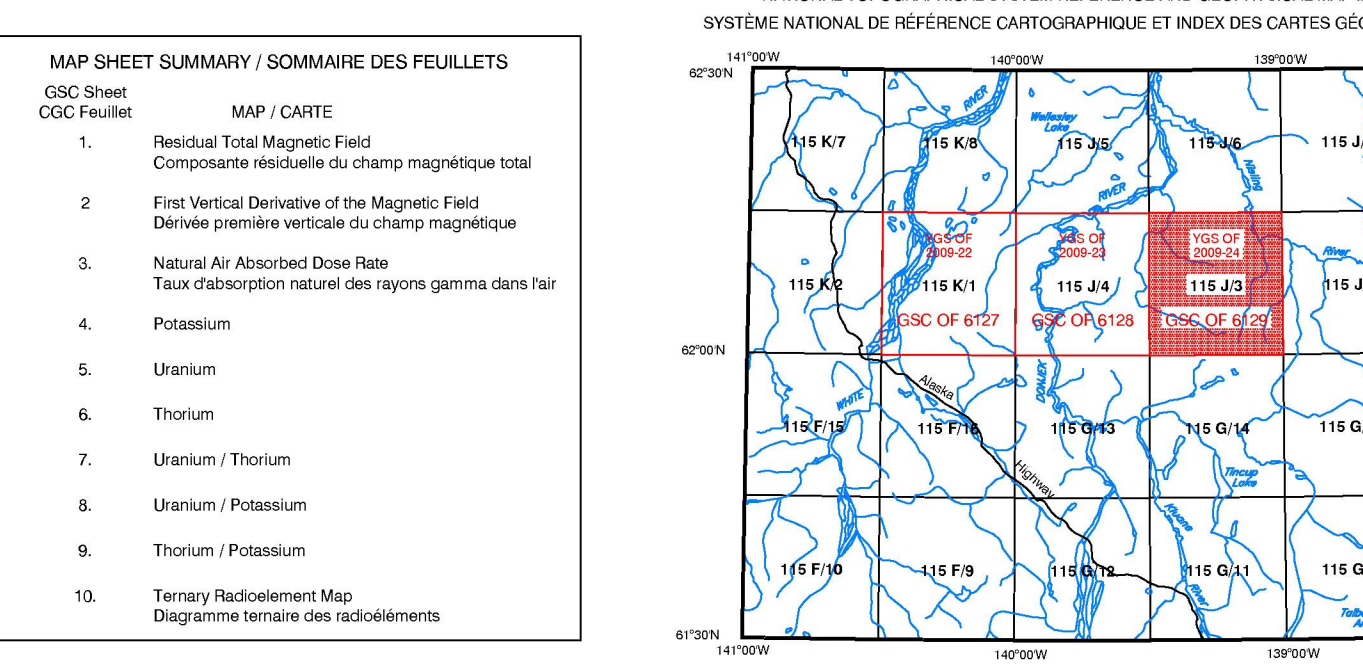 MAP SHEET SUMMARY / SOMMAIRE DES FEUILLETS
GSC Sheet
CGC Feuillet MAP / CARTE
1. Residual Total Magnetic Field
Composante résiduelle du champ magnétique total
2 First Vertical Derivative of the Magnetic Field
Dérivée première verticale du champ magnétique
3. Natural Air Absorbed Dose Rate
Taux d'absorption naturel des rayons gamma dans l'air
4. Potassium
5. Uranium
6. Thorium
7. Uranium / Thorium
8. Uranium / Potassium
9. Thorium / Potassium
10. Ternary Radioelement Map
Diagramme ternaire des radioéléments
SYSTÈME NATIONAL DE RÉFÉRENCE CARTOGRAPHIQUE ET INDEX DES CARTES
141°00'W 140°00'W 139°00'W
62°30'N
RIVER
Wellesley
Lake
115 K/7 115 K/8 115 J/5 115 J/6 115 J/
Nisling
RIVER
YGS OF
2009-22
YGS OF
2009-23
YGS OF
2009-24
River
115 K/2 115 K/1 115 J/4 115 J/3 115 J
GSC OF 6127 GSC OF 6128 GSC OF 6129
62°00'N
Alaska
DONJEK
WHITE
115 F/15 115 F/16 115 G/13 115 G/14 115 G
Highway
Tincup
Lake
Kluane
115 F/10 115 F/9 115 G/12 115 G/11 115 G
River
61°30'N
141°00'W 140°00'W 139°00'W